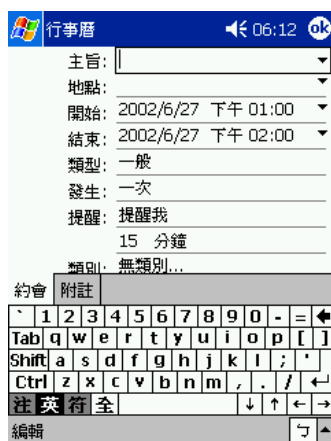 行事曆 06:12 ok
主旨:
地點:
開始: 2002/6/27 下午 01:00
結束: 2002/6/27 下午 02:00
類型: 一般
發生: 一次
提醒: 提醒我
15 分鐘
類別: 無類別...
約會 附註
` 1 2 3 4 5 6 7 8 9 0 - =
Tab q w e r t y u i o p [ ]
Shift a s d f g h j k l ; '
Ctrl z x c v b n m , . /
注 英 符 全 ↓ ↑ ← →
編輯 ㄅ